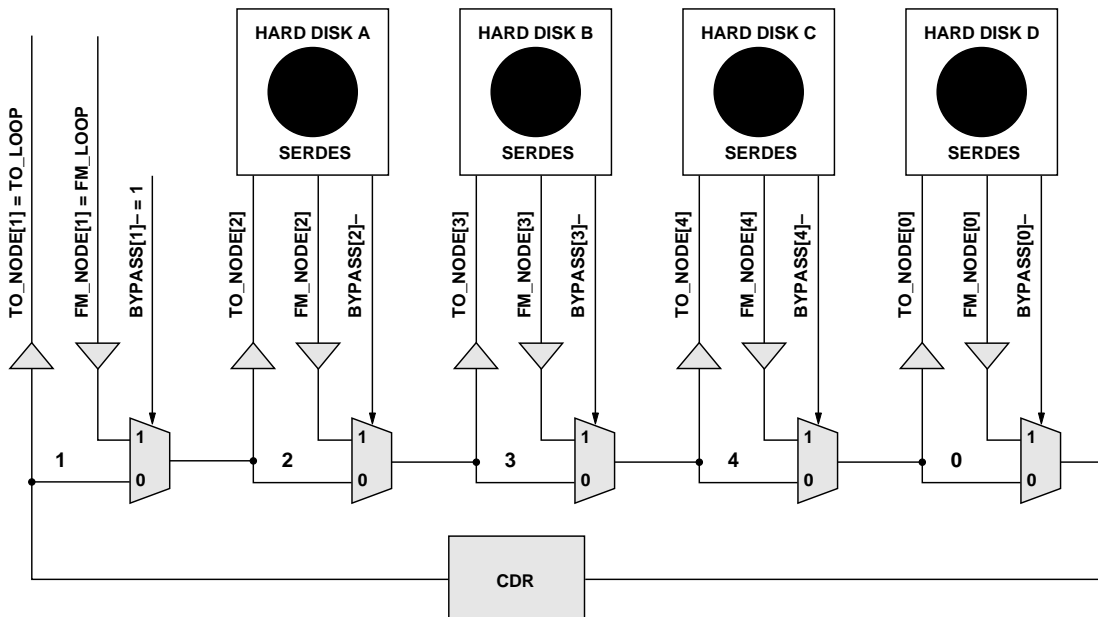 HARD DISK A
HARD DISK B
HARD DISK C
HARD DISK D
SERDES
SERDES
SERDES
SERDES
TO_NODE[1] = TO_LOOP
FM_NODE[1] = FM_LOOP
BYPASS[1]– = 1
TO_NODE[2]
FM_NODE[2]
BYPASS[2]–
TO_NODE[3]
FM_NODE[3]
BYPASS[3]–
TO_NODE[4]
FM_NODE[4]
BYPASS[4]–
TO_NODE[0]
FM_NODE[0]
BYPASS[0]–
1
1
0
2
1
0
3
1
0
4
1
0
0
1
0
CDR